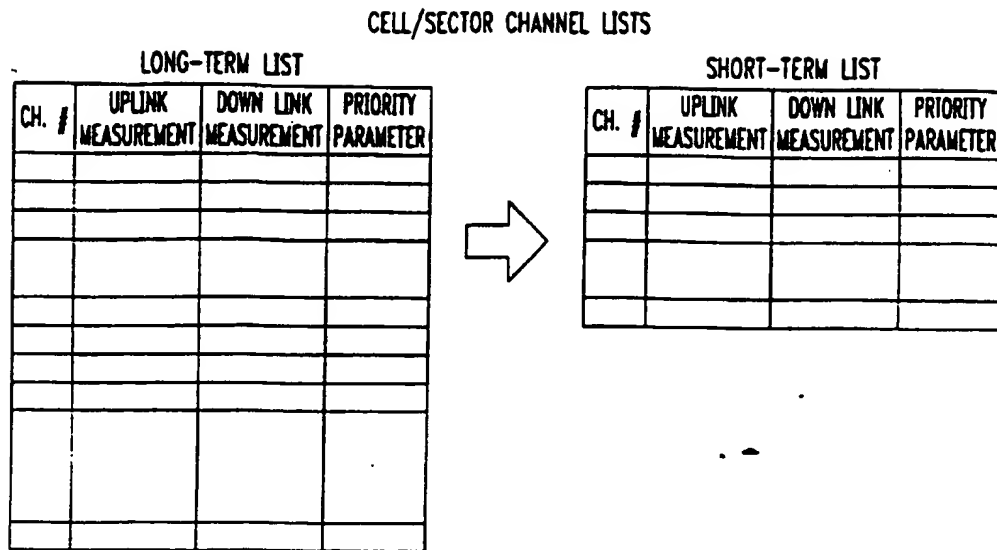 CELL/SECTOR CHANNEL LISTS
LONG-TERM LIST
CH. # UPLINK MEASUREMENT DOWN LINK MEASUREMENT PRIORITY PARAMETER
SHORT-TERM LIST
CH. # UPLINK MEASUREMENT DOWN LINK MEASUREMENT PRIORITY PARAMETER